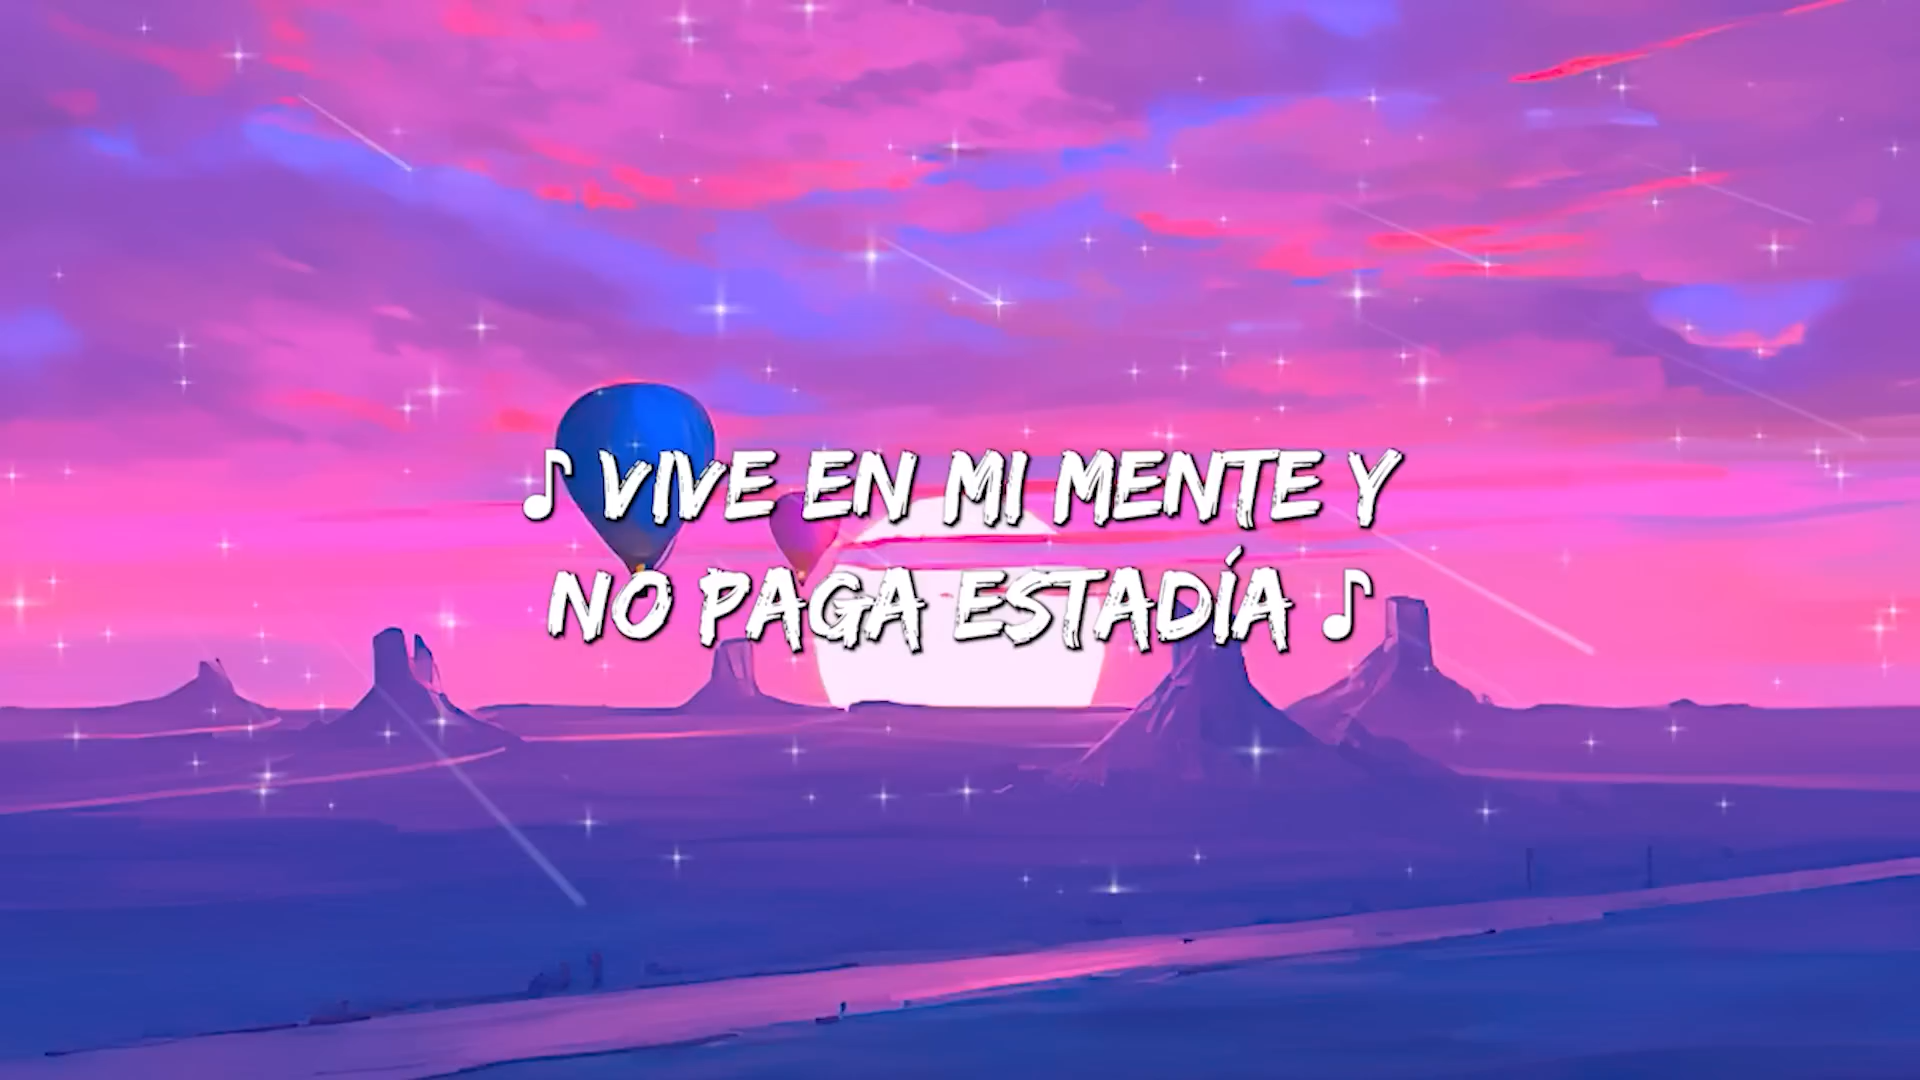 ♪ VIVE EN MI MENTE Y
NO PAGA ESTADÍA ♪